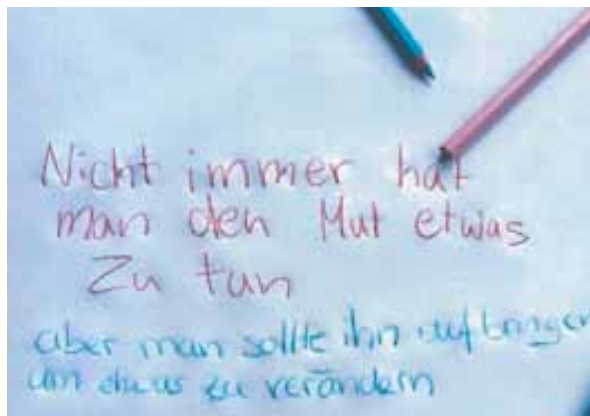 Nicht immer hat
man den Mut etwas
zu tun
aber man sollte ihn aufbringen
um etwas zu verändern